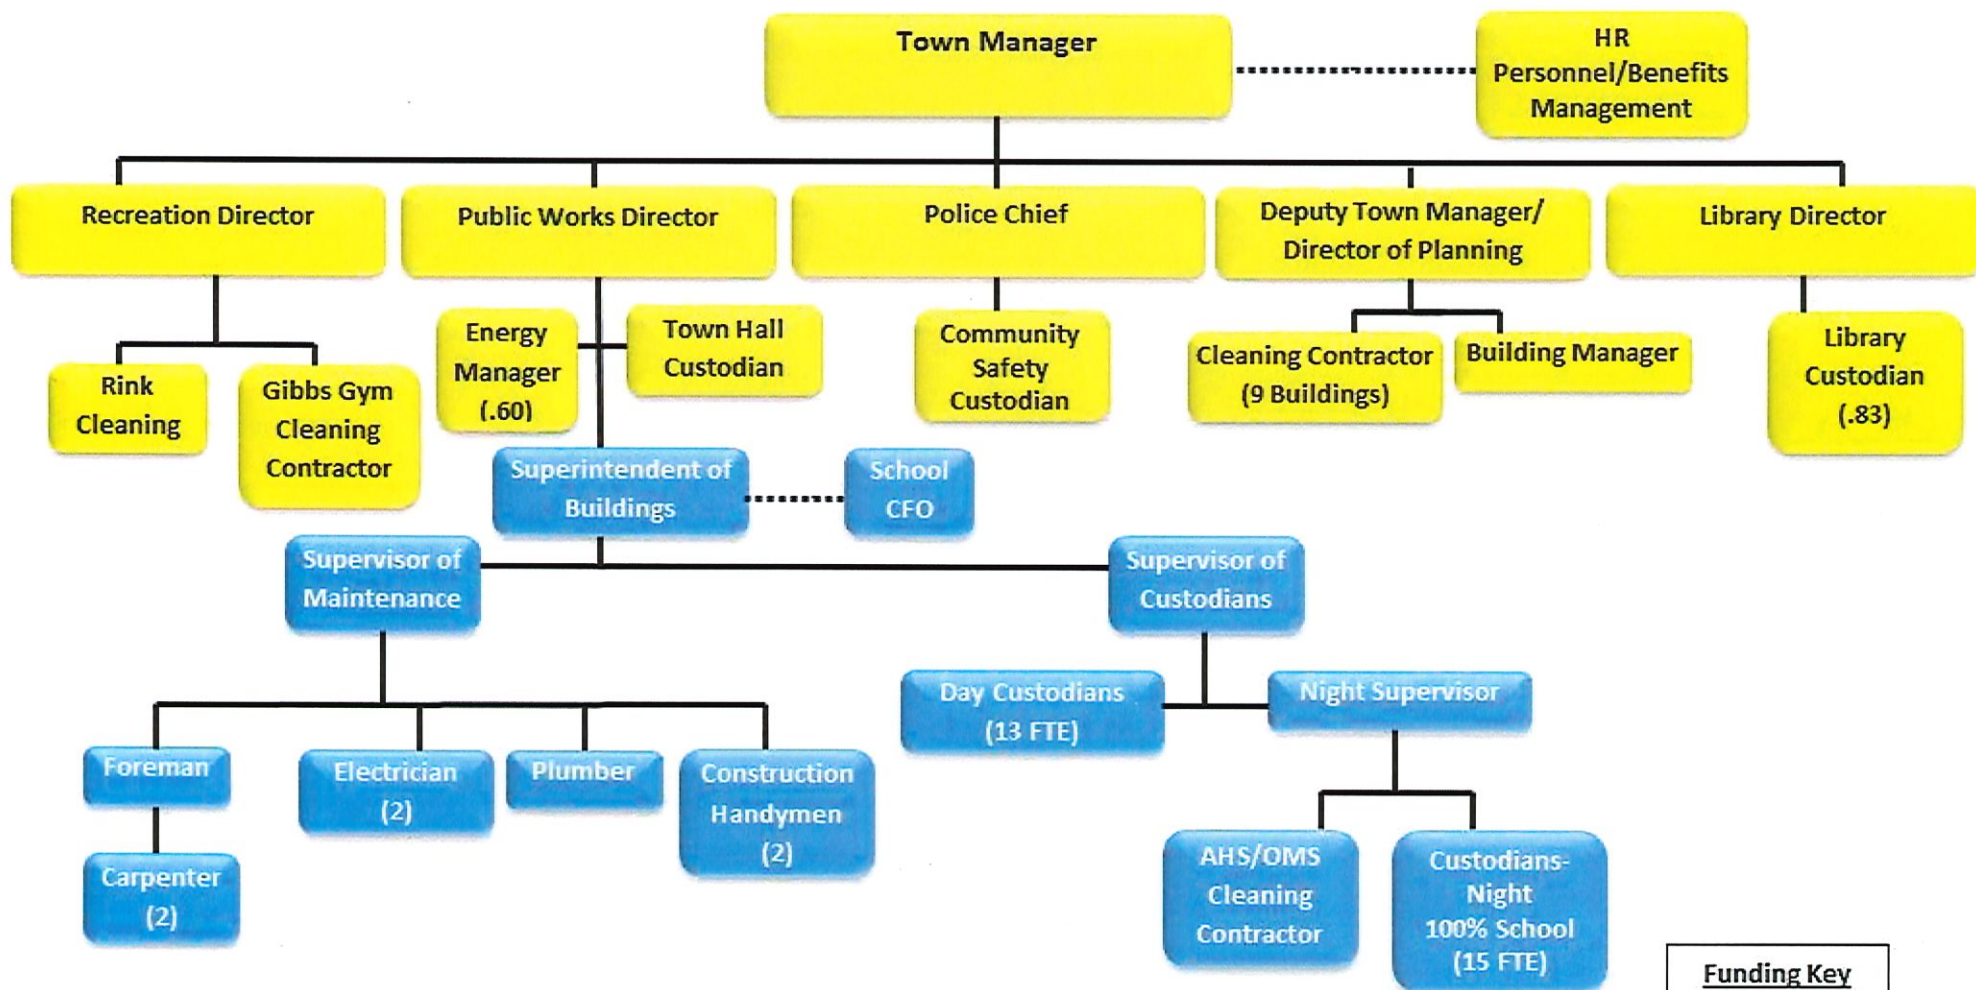 Town Manager
HR
Personnel/Benefits
Management
Recreation Director
Public Works Director
Police Chief
Deputy Town Manager/
Director of Planning
Library Director
Rink
Cleaning
Gibbs Gym
Cleaning
Contractor
Energy
Manager
(.60)
Town Hall
Custodian
Community
Safety
Custodian
Cleaning Contractor
(9 Buildings)
Building Manager
Library
Custodian
(.83)
Superintendent of
Buildings
School
CFO
Supervisor of
Maintenance
Supervisor of
Custodians
Foreman
Carpenter
(2)
Electrician
(2)
Plumber
Construction
Handymen
(2)
Day Custodians
(13 FTE)
Night Supervisor
AHS/OMS
Cleaning
Contractor
Custodians-
Night
100% School
(15 FTE)
Funding Key